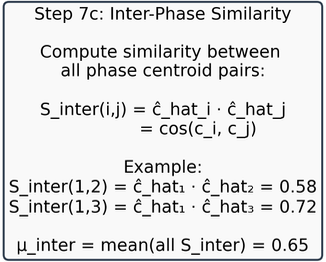 Step 7c: Inter-Phase Similarity
Compute similarity between
all phase centroid pairs:
S_inter(i,j) = ĉ_hat_i · ĉ_hat_j
= cos(c_i, c_j)
Example:
S_inter(1,2) = ĉ_hat₁ · ĉ_hat₂ = 0.58
S_inter(1,3) = ĉ_hat₁ · ĉ_hat₃ = 0.72
μ_inter = mean(all S_inter) = 0.65